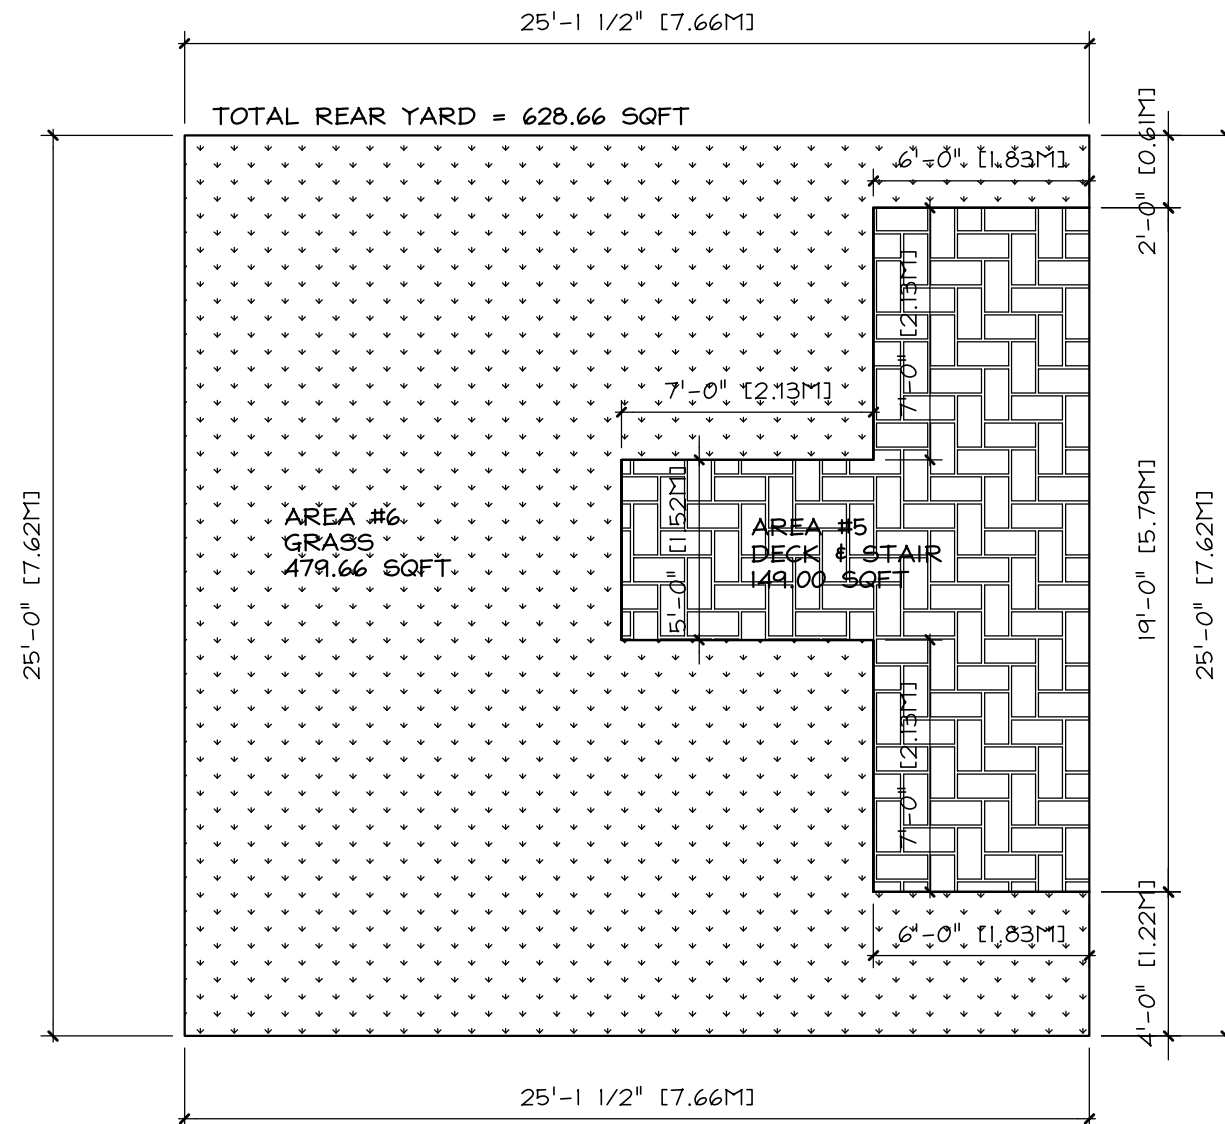 25'-1 1/2" [7.66M]
TOTAL REAR YARD = 628.66 SQFT
2'-0" [0.61M]
6'-0" [1.83M]
7'-0" [2.13M]
7'-0" [2.13M]
25'-0" [7.62M]
AREA #6
GRASS
479.66 SQFT
5'-0" [1.52M]
AREA #5
DECK & STAIR
149.00 SQFT
19'-0" [5.79M]
25'-0" [7.62M]
7'-0" [2.13M]
6'-0" [1.83M]
4'-0" [1.22M]
25'-1 1/2" [7.66M]